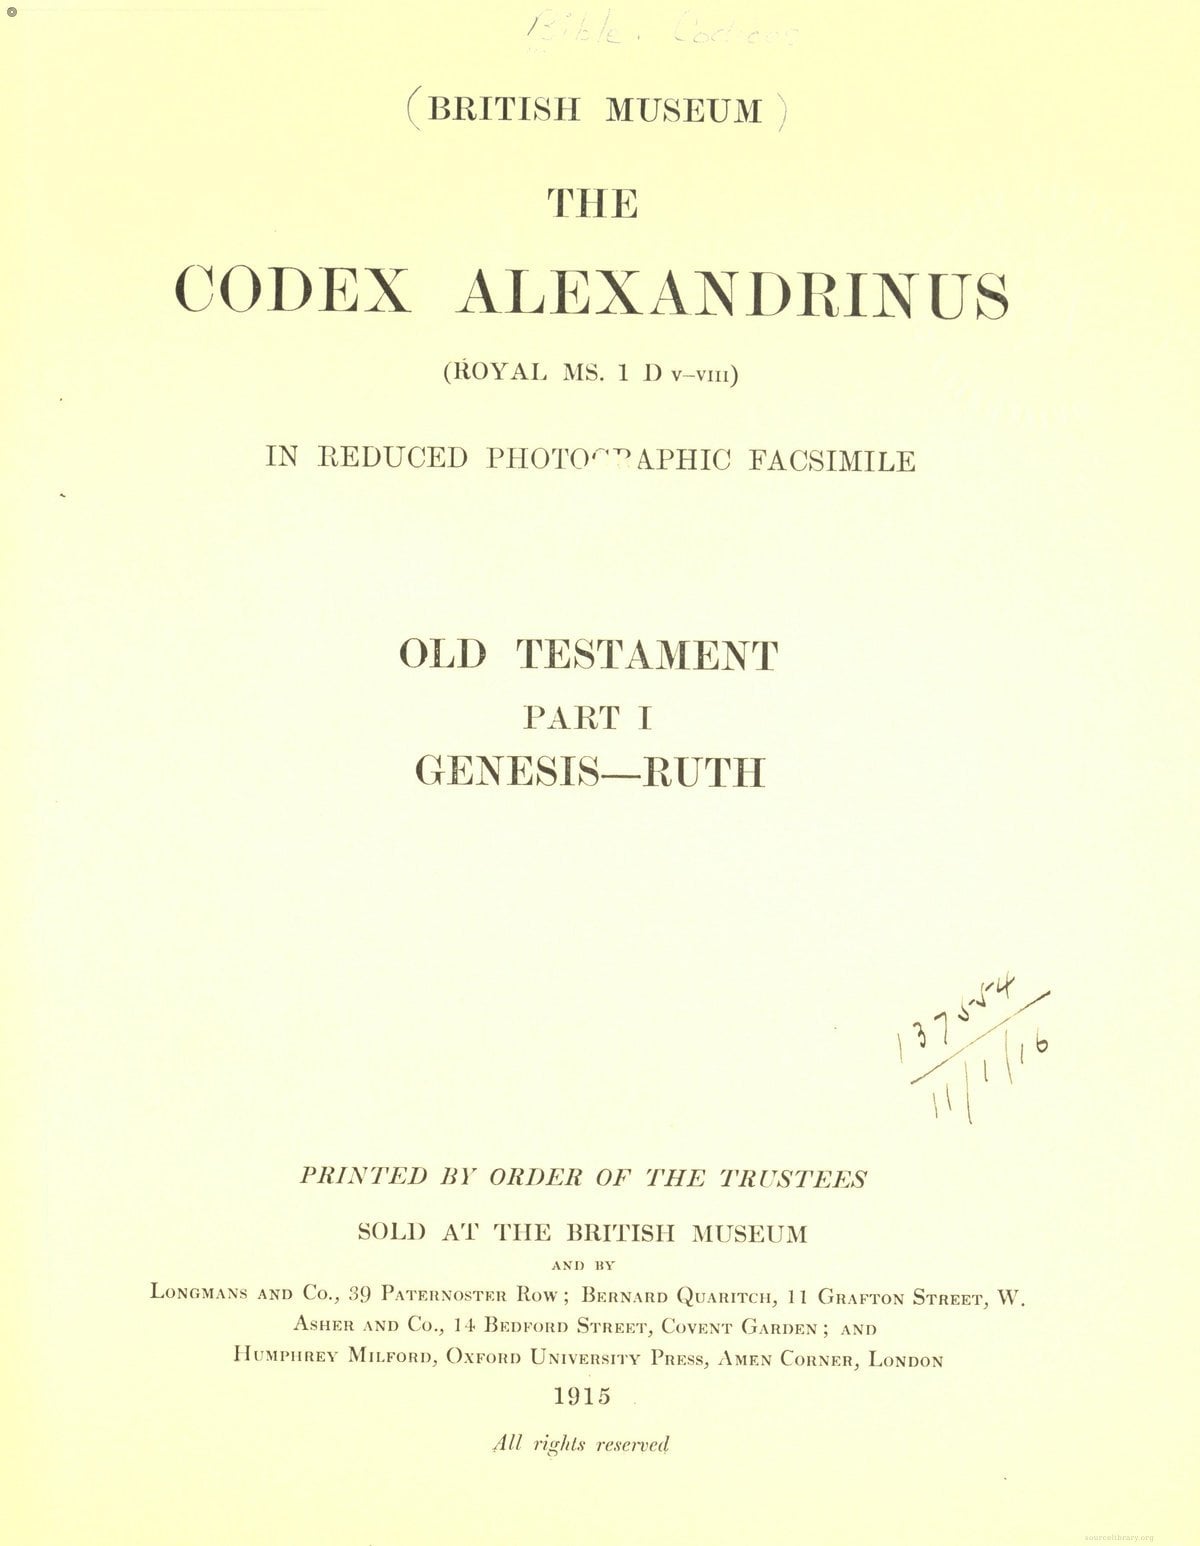 Bible. Codices
(BRITISH MUSEUM)
THE
CODEX ALEXANDRINUS
(ROYAL MS. 1 D V–VIII)
IN REDUCED PHOTOGRAPHIC FACSIMILE
OLD TESTAMENT
PART I
GENESIS—RUTH
137554
11/1/16
PRINTED BY ORDER OF THE TRUSTEES
SOLD AT THE BRITISH MUSEUM
AND BY
LONGMANS AND CO., 39 PATERNOSTER ROW; BERNARD QUARITCH, 11 GRAFTON STREET, W.
ASHER AND CO., 14 BEDFORD STREET, COVENT GARDEN; AND
HUMPHREY MILFORD, OXFORD UNIVERSITY PRESS, AMEN CORNER, LONDON
1915
All rights reserved
sourcelibrary.org